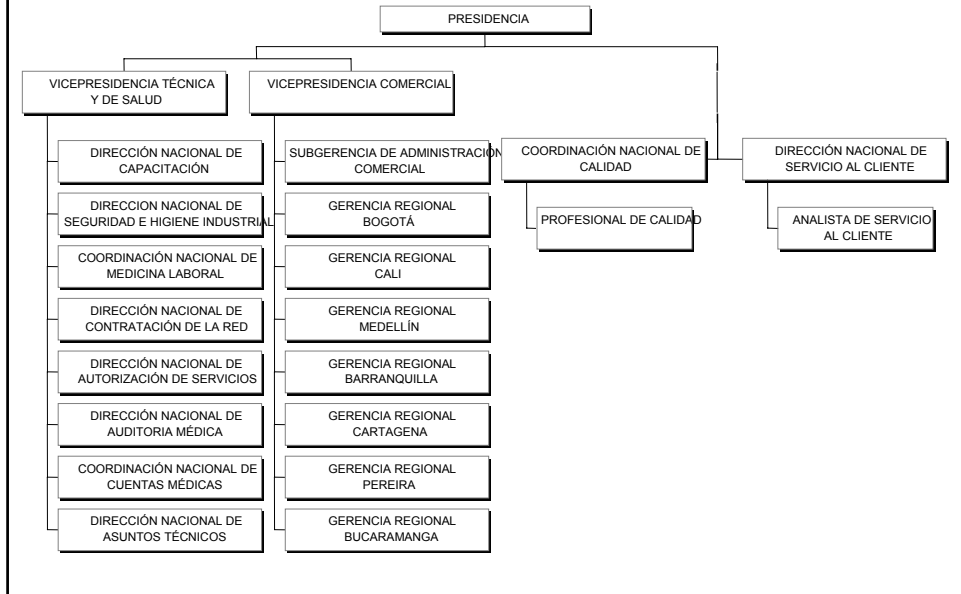 PRESIDENCIA
VICEPRESIDENCIA TÉCNICA
Y DE SALUD
DIRECCIÓN NACIONAL DE
CAPACITACIÓN
DIRECCION NACIONAL DE
SEGURIDAD E HIGIENE INDUSTRIAL
COORDINACIÓN NACIONAL DE
MEDICINA LABORAL
DIRECCIÓN NACIONAL DE
CONTRATACIÓN DE LA RED
DIRECCIÓN NACIONAL DE
AUTORIZACIÓN DE SERVICIOS
DIRECCIÓN NACIONAL DE
AUDITORIA MÉDICA
COORDINACIÓN NACIONAL DE
CUENTAS MÉDICAS
DIRECCIÓN NACIONAL DE
ASUNTOS TÉCNICOS
VICEPRESIDENCIA COMERCIAL
SUBGERENCIA DE ADMINISTRACIÓN
COMERCIAL
GERENCIA REGIONAL
BOGOTÁ
GERENCIA REGIONAL
CALI
GERENCIA REGIONAL
MEDELLÍN
GERENCIA REGIONAL
BARRANQUILLA
GERENCIA REGIONAL
CARTAGENA
GERENCIA REGIONAL
PEREIRA
GERENCIA REGIONAL
BUCARAMANGA
COORDINACIÓN NACIONAL DE
CALIDAD
PROFESIONAL DE CALIDAD
DIRECCIÓN NACIONAL DE
SERVICIO AL CLIENTE
ANALISTA DE SERVICIO
AL CLIENTE